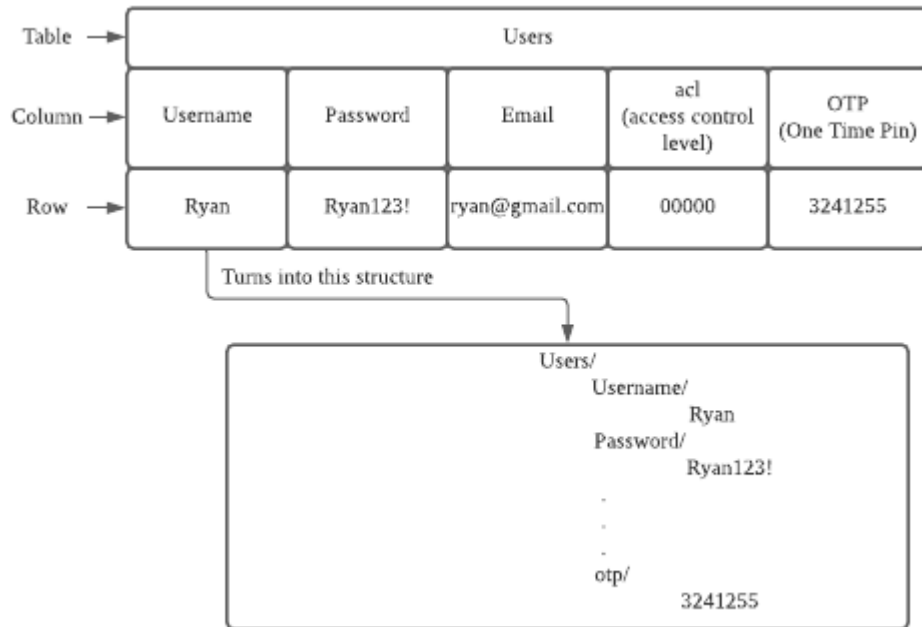 Table
Users
Column
Username
Password
Email
acl
(access control
level)
OTP
(One Time Pin)
Row
Ryan
Ryan123!
ryan@gmail.com
00000
3241255
Turns into this structure
Users/
Username/
Ryan
Password/
Ryan123!
.
.
.
otp/
3241255